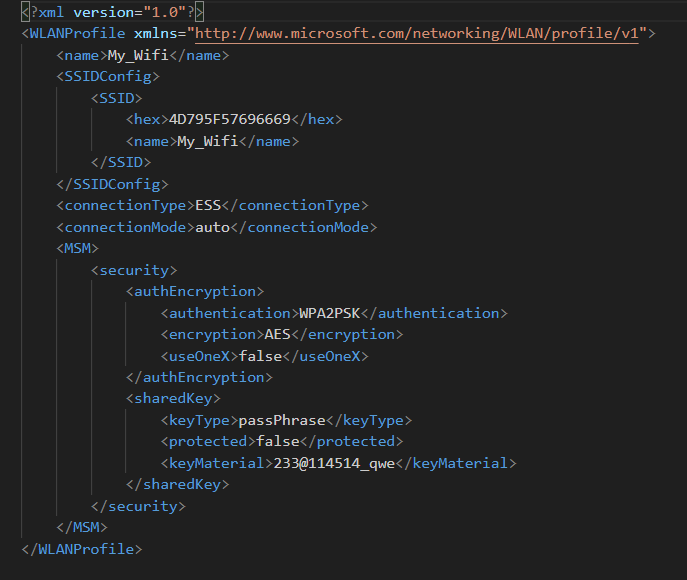 <?xml version="1.0"?>
<WLANProfile xmlns="http://www.microsoft.com/networking/WLAN/profile/v1">
<name>My_Wifi</name>
<SSIDConfig>
<SSID>
<hex>4D795F57696669</hex>
<name>My_Wifi</name>
</SSID>
</SSIDConfig>
<connectionType>ESS</connectionType>
<connectionMode>auto</connectionMode>
<MSM>
<security>
<authEncryption>
<authentication>WPA2PSK</authentication>
<encryption>AES</encryption>
<useOneX>false</useOneX>
</authEncryption>
<sharedKey>
<keyType>passPhrase</keyType>
<protected>false</protected>
<keyMaterial>233@114514_qwe</keyMaterial>
</sharedKey>
</security>
</MSM>
</WLANProfile>